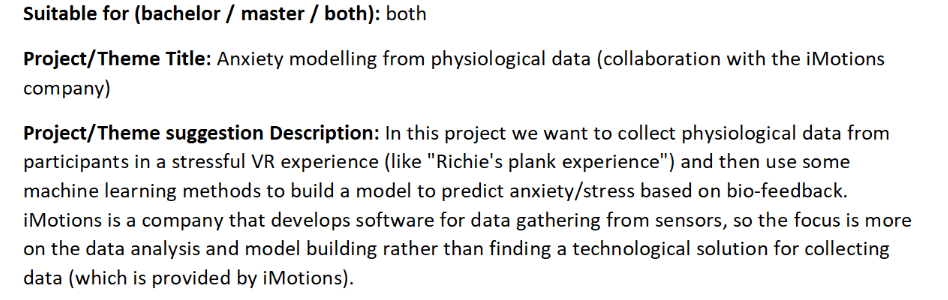 Suitable for (bachelor / master / both): both
Project/Theme Title: Anxiety modelling from physiological data (collaboration with the iMotions
company)
Project/Theme suggestion Description: In this project we want to collect physiological data from
participants in a stressful VR experience (like "Richie's plank experience") and then use some
machine learning methods to build a model to predict anxiety/stress based on bio-feedback.
iMotions is a company that develops software for data gathering from sensors, so the focus is more
on the data analysis and model building rather than finding a technological solution for collecting
data (which is provided by iMotions).